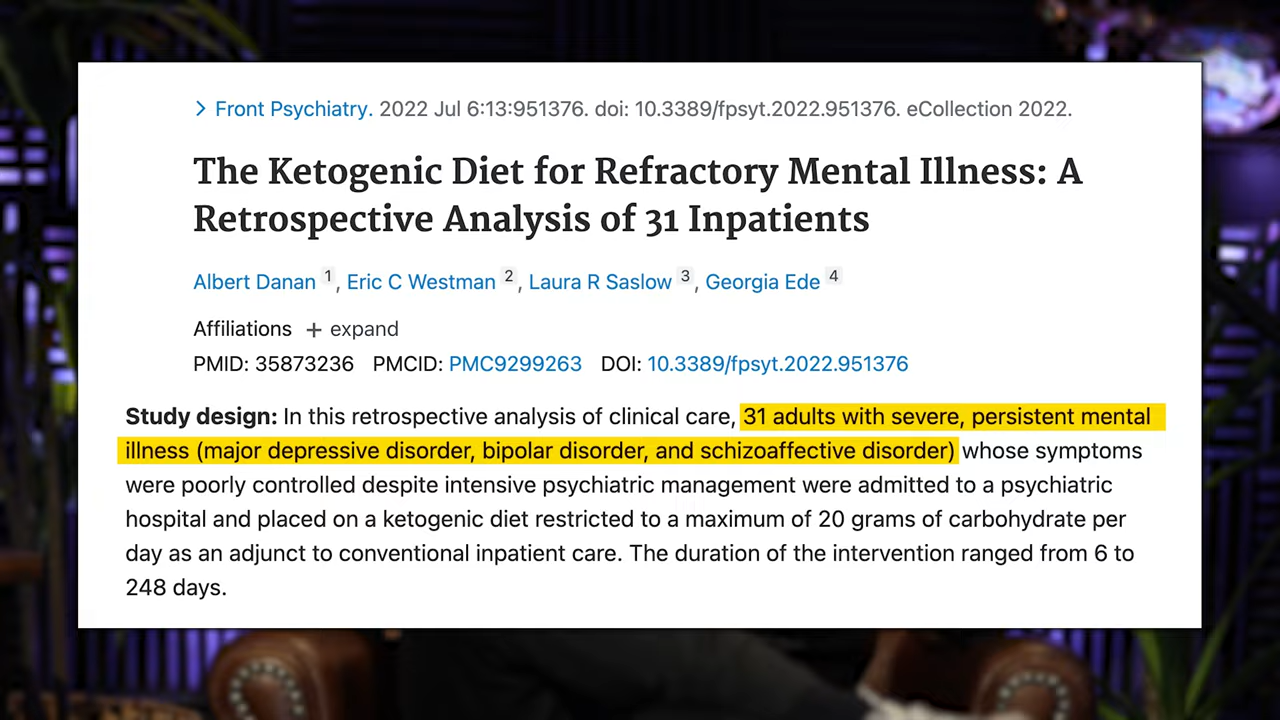 > Front Psychiatry. 2022 Jul 6:13:951376. doi: 10.3389/fpsyt.2022.951376. eCollection 2022.
The Ketogenic Diet for Refractory Mental Illness: A
Retrospective Analysis of 31 Inpatients
Albert Danan 1, Eric C Westman 2, Laura R Saslow 3, Georgia Ede 4
Affiliations + expand
PMID: 35873236 PMCID: PMC9299263 DOI: 10.3389/fpsyt.2022.951376
Study design: In this retrospective analysis of clinical care, 31 adults with severe, persistent mental
illness (major depressive disorder, bipolar disorder, and schizoaffective disorder) whose symptoms
were poorly controlled despite intensive psychiatric management were admitted to a psychiatric
hospital and placed on a ketogenic diet restricted to a maximum of 20 grams of carbohydrate per
day as an adjunct to conventional inpatient care. The duration of the intervention ranged from 6 to
248 days.